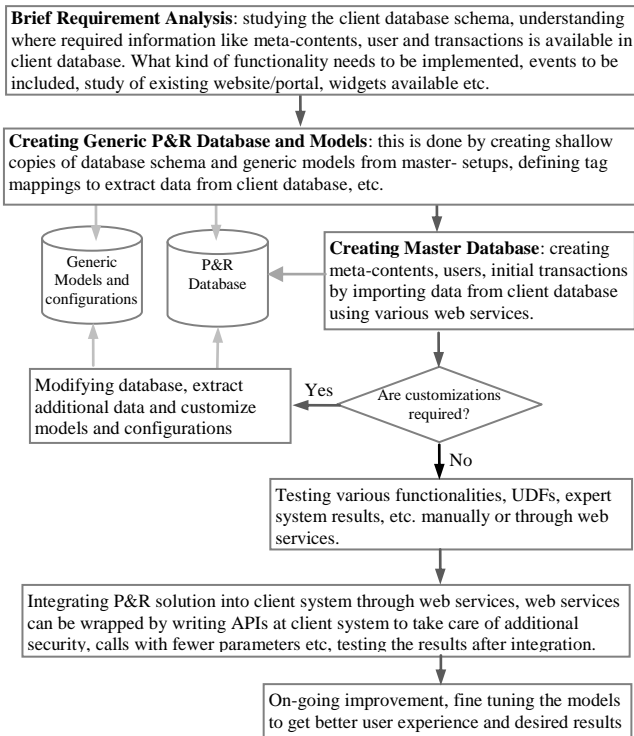 Brief Requirement Analysis: studying the client database schema, understanding
where required information like meta-contents, user and transactions is available in
client database. What kind of functionality needs to be implemented, events to be
included, study of existing website/portal, widgets available etc.
Creating Generic P&R Database and Models: this is done by creating shallow
copies of database schema and generic models from master- setups, defining tag
mappings to extract data from client database, etc.
Generic
Models and
configurations
P&R
Database
Creating Master Database: creating
meta-contents, users, initial transactions
by importing data from client database
using various web services.
Modifying database, extract
additional data and customize
models and configurations
Yes
Are customizations
required?
No
Testing various functionalities, UDFs, expert
system results, etc. manually or through web
services.
Integrating P&R solution into client system through web services, web services
can be wrapped by writing APIs at client system to take care of additional
security, calls with fewer parameters etc, testing the results after integration.
On-going improvement, fine tuning the models
to get better user experience and desired results